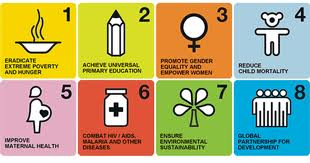 1
ERADICATE
EXTREME POVERTY
AND HUNGER
2
ACHIEVE UNIVERSAL
PRIMARY EDUCATION
3
PROMOTE GENDER
EQUALITY AND
EMPOWER WOMEN
4
REDUCE
CHILD MORTALITY
5
IMPROVE
MATERNAL HEALTH
6
COMBAT HIV / AIDS,
MALARIA AND OTHER
DISEASES
7
ENSURE
ENVIRONMENTAL
SUSTAINABILITY
8
GLOBAL
PARTNERSHIP FOR
DEVELOPMENT